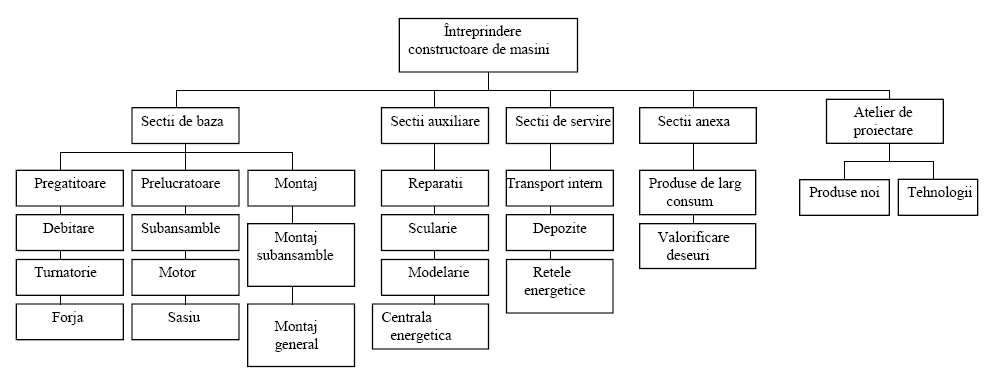 Întreprindere
constructoare de masini
Sectii de baza
Sectii auxiliare
Sectii de servire
Sectii anexa
Atelier de
proiectare
Pregatitoare
Prelucratoare
Montaj
Reparatii
Transport intern
Produse de larg
consum
Produse noi
Tehnologii
Debitare
Subansamble
Montaj
subansamble
Scularie
Depozite
Valorificare
deseuri
Turnatorie
Motor
Modelarie
Retele
energetice
Forja
Sasiu
Montaj
general
Centrala
energetica